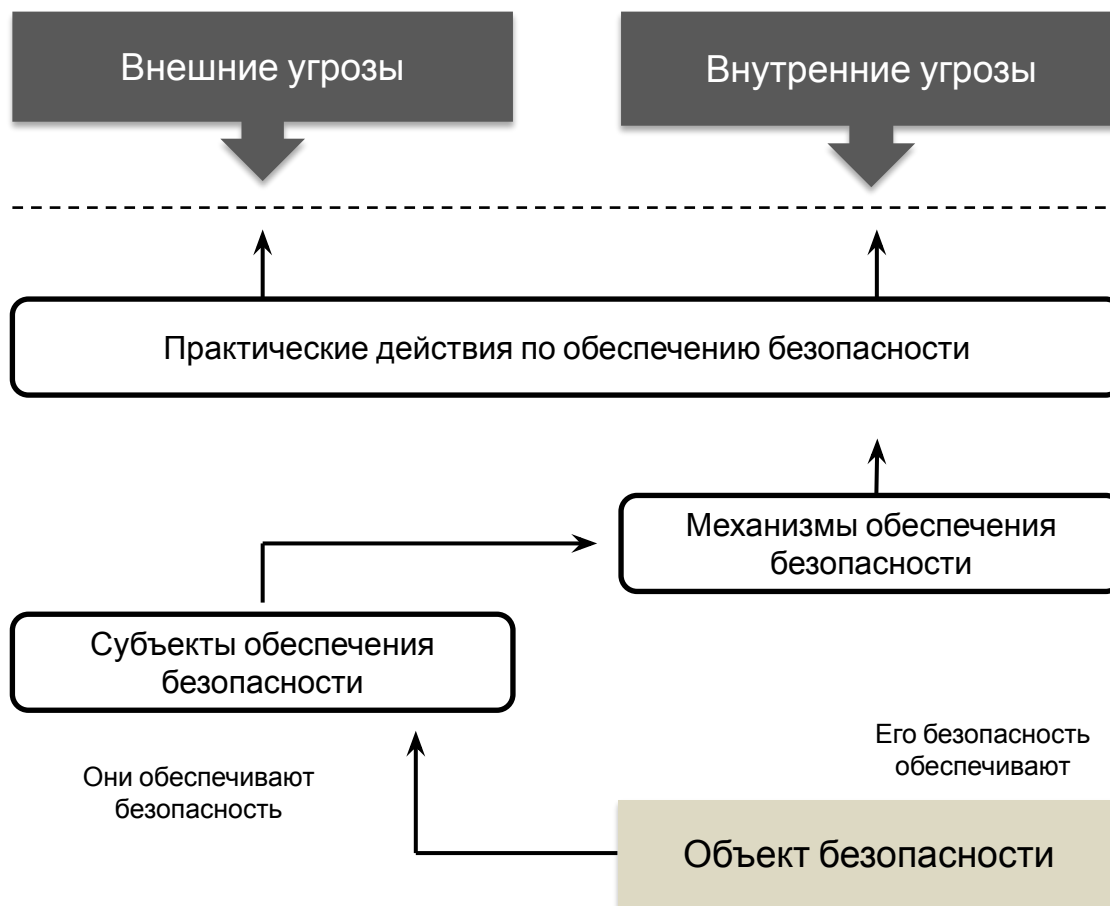 Внешние угрозы
Внутренние угрозы
Практические действия по обеспечению безопасности
Механизмы обеспечения
безопасности
Субъекты обеспечения
безопасности
Его безопасность
обеспечивают
Они обеспечивают
безопасность
Объект безопасности